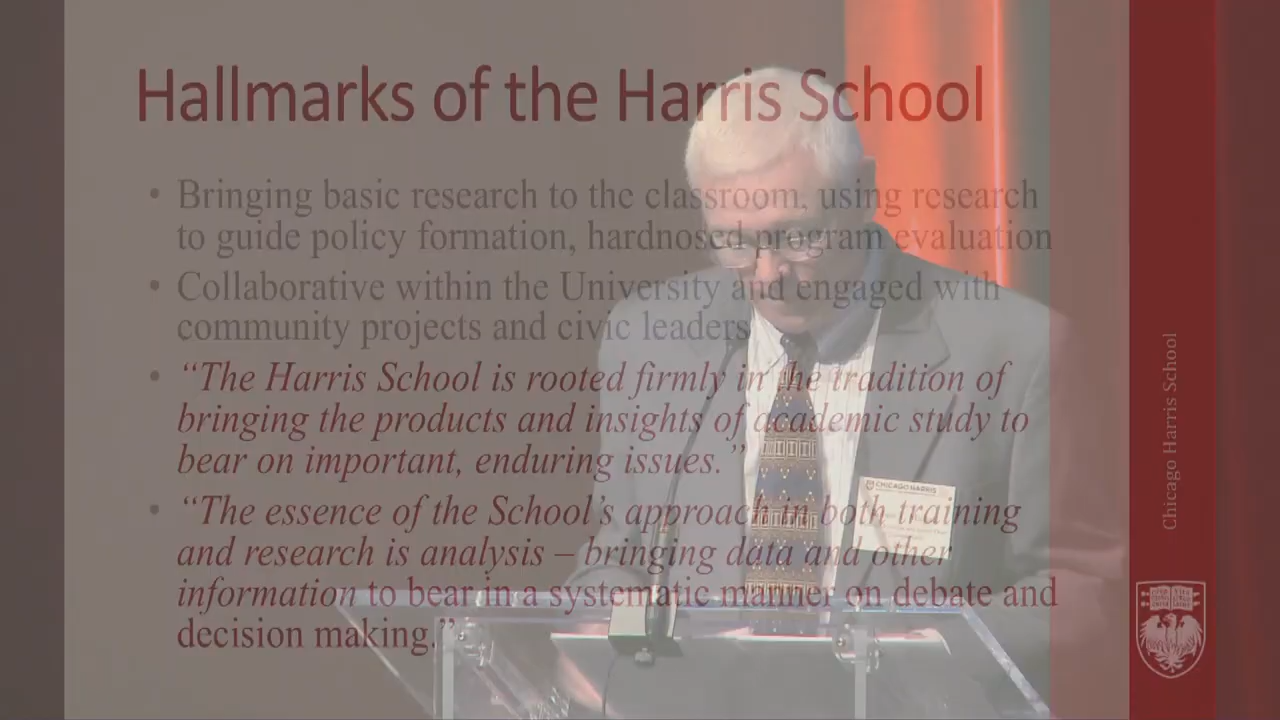 Hallmarks of the Harris School
• Bringing basic research to the classroom, using research
to guide policy formation, hardnosed program evaluation
• Collaborative within the University and engaged with
community projects and civic leaders
• “The Harris School is rooted firmly in the tradition of
bringing the products and insights of academic study to
bear on important, enduring issues.”
• “The essence of the School’s approach in both training
and research is analysis – bringing data and other
information to bear in a systematic manner on debate and
decision making.”
Chicago Harris School
CHICAGO HARRIS